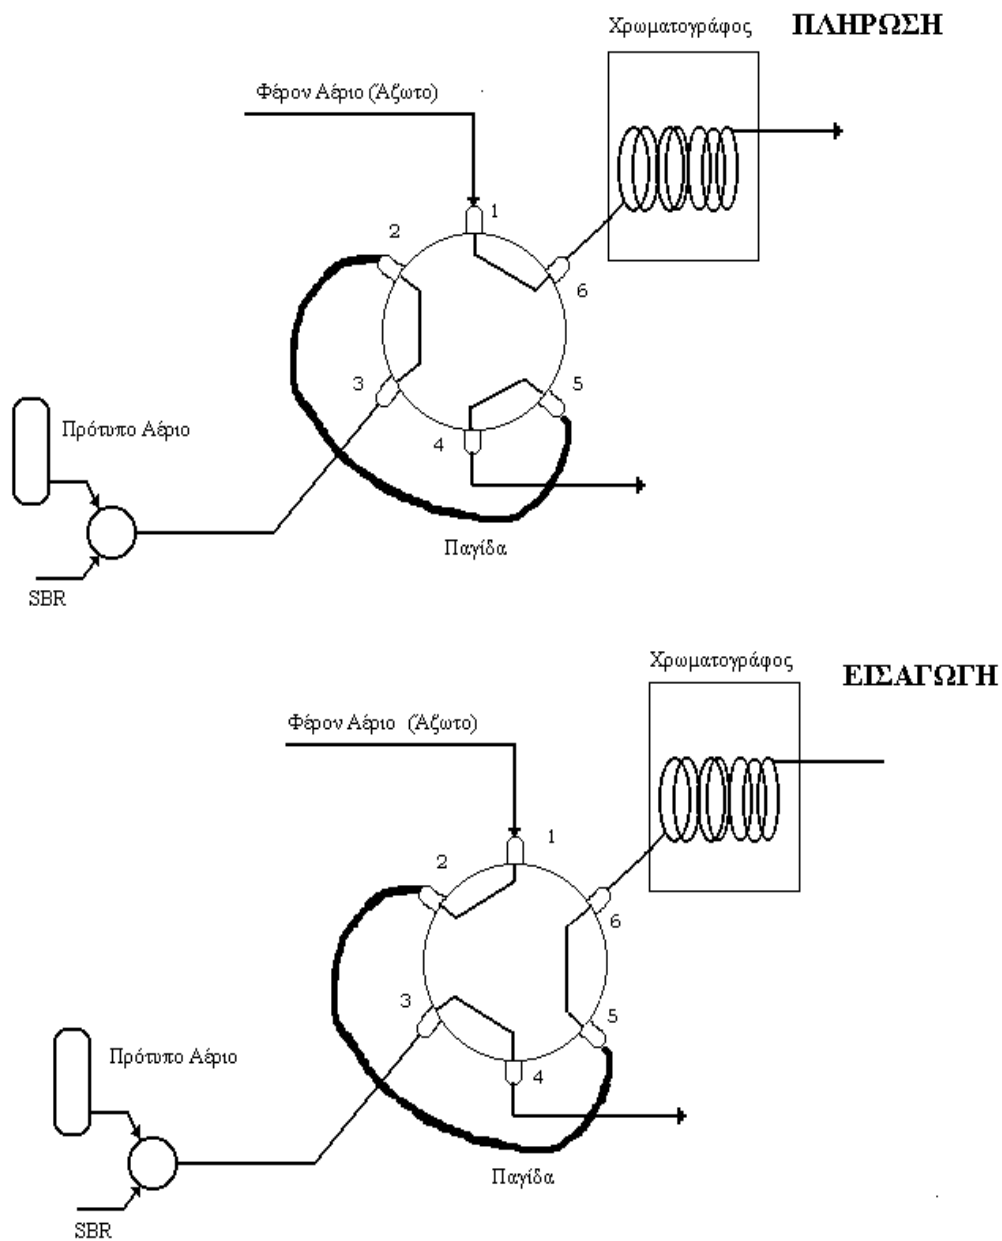 Χρωματογράφος
ΠΛΗΡΩΣΗ
Φέρον Αέριο (Άζωτο)
1
2
6
3
5
4
Πρότυπο Αέριο
Παγίδα
SBR
Χρωματογράφος
ΕΙΣΑΓΩΓΗ
Φέρον Αέριο (Άζωτο)
1
2
6
3
5
4
Πρότυπο Αέριο
Παγίδα
SBR